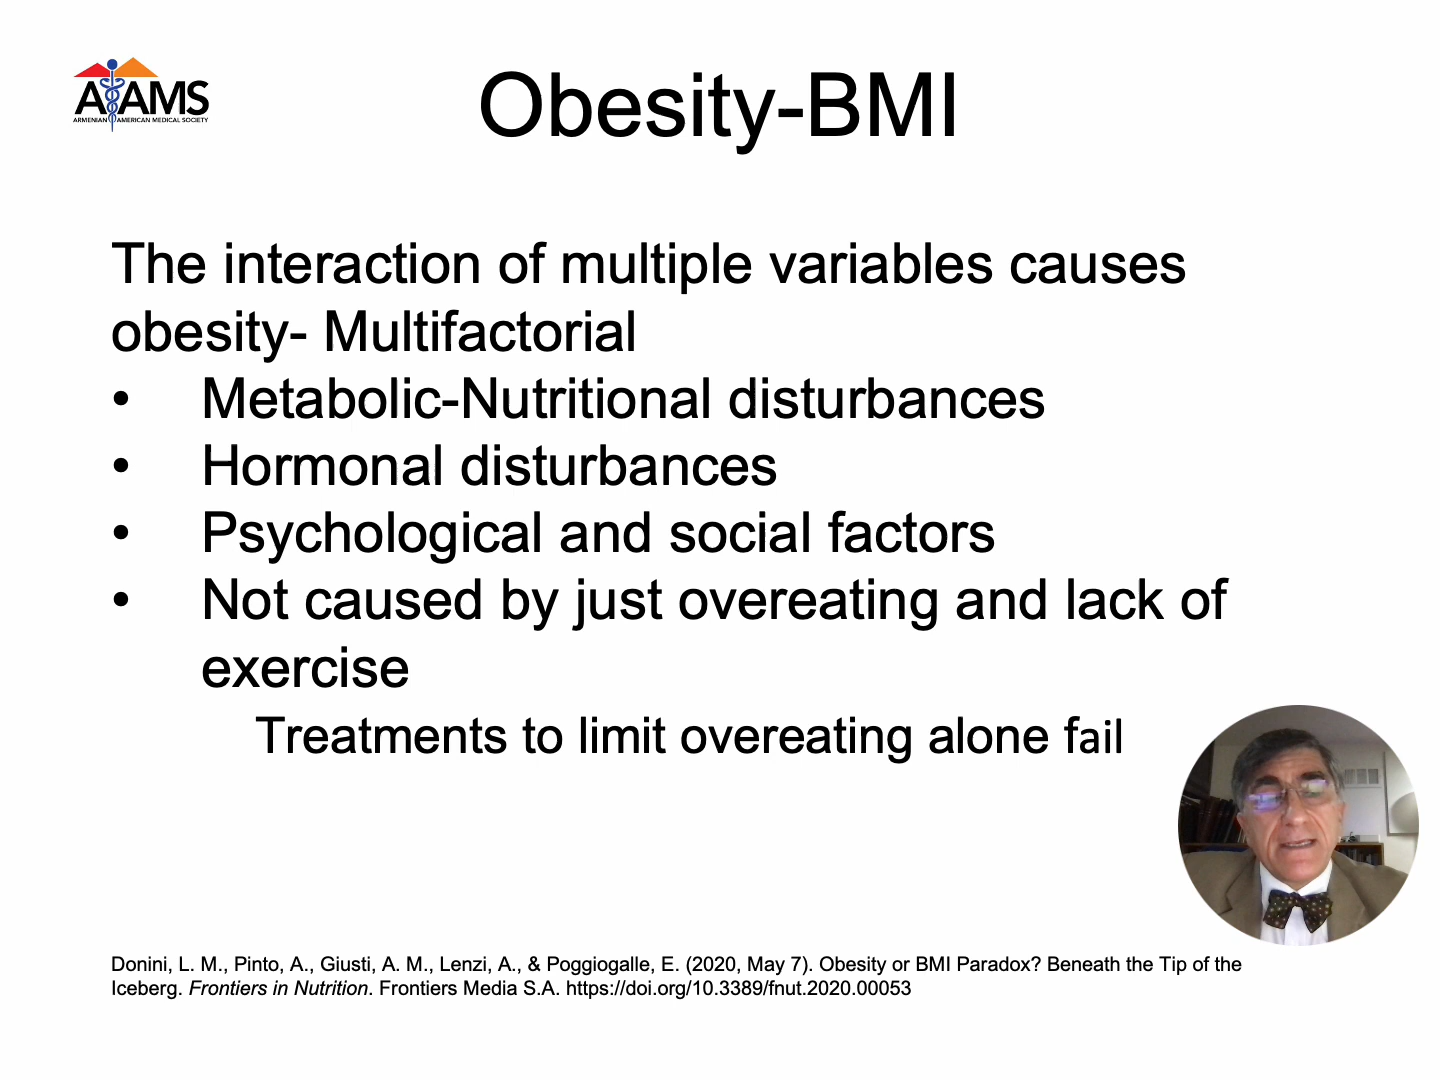 AAMS
ARMENIAN AMERICAN MEDICAL SOCIETY
Obesity-BMI
The interaction of multiple variables causes
obesity- Multifactorial
• Metabolic-Nutritional disturbances
• Hormonal disturbances
• Psychological and social factors
• Not caused by just overeating and lack of
exercise
Treatments to limit overeating alone fail
Donini, L. M., Pinto, A., Giusti, A. M., Lenzi, A., & Poggiogalle, E. (2020, May 7). Obesity or BMI Paradox? Beneath the Tip of the
Iceberg. Frontiers in Nutrition. Frontiers Media S.A. https://doi.org/10.3389/fnut.2020.00053